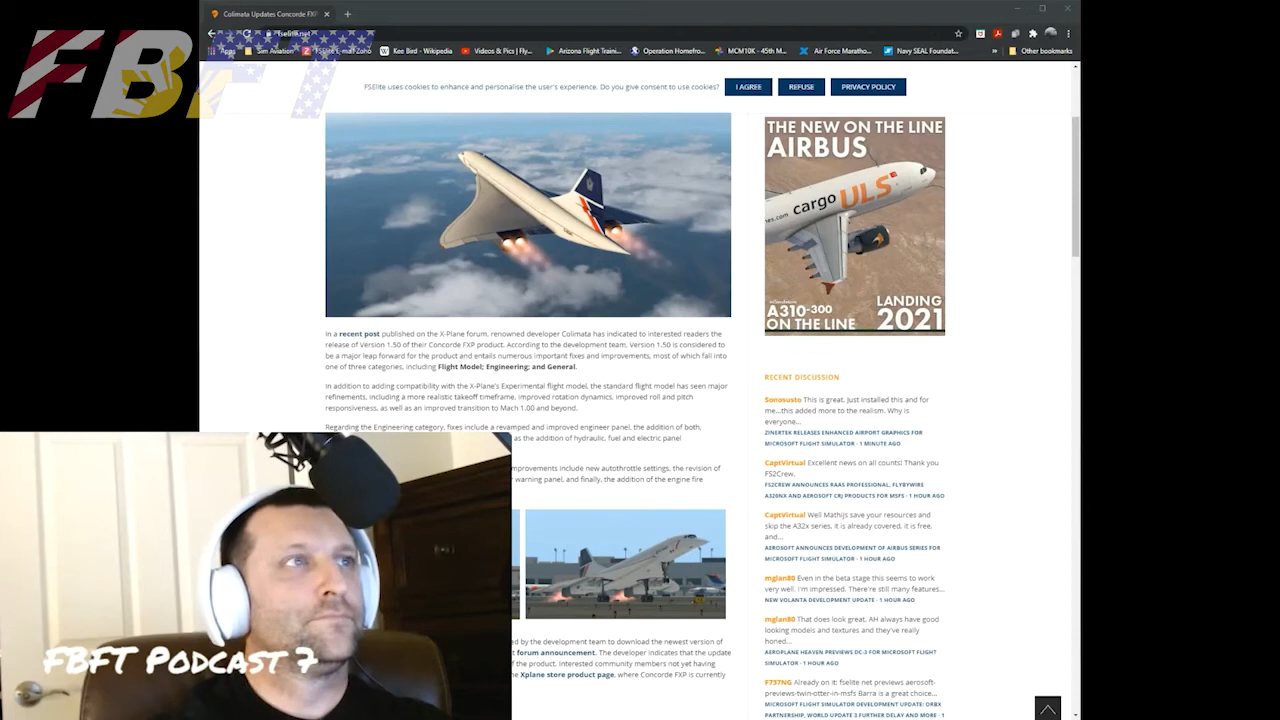 Colimata Updates Concorde FXP
fselite.net
Apps
Sim Aviation
FSElite E-mail Zoho
Kee Bird - Wikipedia
Videos & Pics | Fly...
Arizona Flight Traini...
Operation Homefro...
MCM10K - 45th M...
Air Force Maratho...
Navy SEAL Foundat...
Other bookmarks
FBFT
FSElite uses cookies to enhance and personalise the user's experience. Do you give consent to use cookies?
I AGREE
REFUSE
PRIVACY POLICY
In a recent post published on the X-Plane forum, renowned developer Colimata has indicated to interested readers the
release of Version 1.50 of their Concorde FXP product. According to the development team, Version 1.50 is considered to
be a major leap forward for the product and entails numerous important fixes and improvements, most of which fall into
one of three categories, including Flight Model; Engineering; and General.
In addition to adding compatibility with the X-Plane's Experimental flight model, the standard flight model has seen major
refinements, including a more realistic takeoff timeframe, improved rotation dynamics, improved roll and pitch
responsiveness, as well as an improved transition to Mach 1.00 and beyond.
Regarding the Engineering category, fixes include a revamped and improved engineer panel, the addition of both,
as the addition of hydraulic, fuel and electric panel
mprovements include new autothrottle settings, the revision of
warning panel, and finally, the addition of the engine fire
ed by the development team to download the newest version of
forum announcement. The developer indicates that the update
of the product. Interested community members not yet having
Xplane store product page, where Concorde FXP is currently
THE NEW ON THE LINE
AIRBUS
cargo ULS
A310-300
ON THE LINE
LANDING
2021
RECENT DISCUSSION
Sonosusto This is great. Just installed this and for
me...this added more to the realism. Why is
everyone...
ZINERTEK RELEASES ENHANCED AIRPORT GRAPHICS FOR
MICROSOFT FLIGHT SIMULATOR · 1 MINUTE AGO
CaptVirtual Excellent news on all counts! Thank you
FS2Crew.
FS2CREW ANNOUNCES RAAS PROFESSIONAL, FLYBYWIRE
A320NX AND AEROSOFT CRJ PRODUCTS FOR MSFS · 1 HOUR AGO
CaptVirtual Well Mathijs save your resources and
skip the A32x series, it is already covered, it is free,
and...
AEROSOFT ANNOUNCES DEVELOPMENT OF AIRBUS SERIES FOR
MICROSOFT FLIGHT SIMULATOR · 1 HOUR AGO
mglan80 Even in the beta stage this seems to work
very well. I'm impressed. There're still many features...
NEW VOLANTA DEVELOPMENT UPDATE · 1 HOUR AGO
mglan80 That does look great. AH always have good
looking models and textures and they've really
honed...
AEROPLANE HEAVEN PREVIEWS DC-3 FOR MICROSOFT FLIGHT
SIMULATOR · 1 HOUR AGO
F737NG Already on it: fselite net previews aerosoft-
previews-twin-otter-in-msfs Barra is a great choice...
MICROSOFT FLIGHT SIMULATOR DEVELOPMENT UPDATE: ORBX
PARTNERSHIP, WORLD UPDATE 3 FURTHER DELAY AND MORE · 1
FBFT Podcast 7